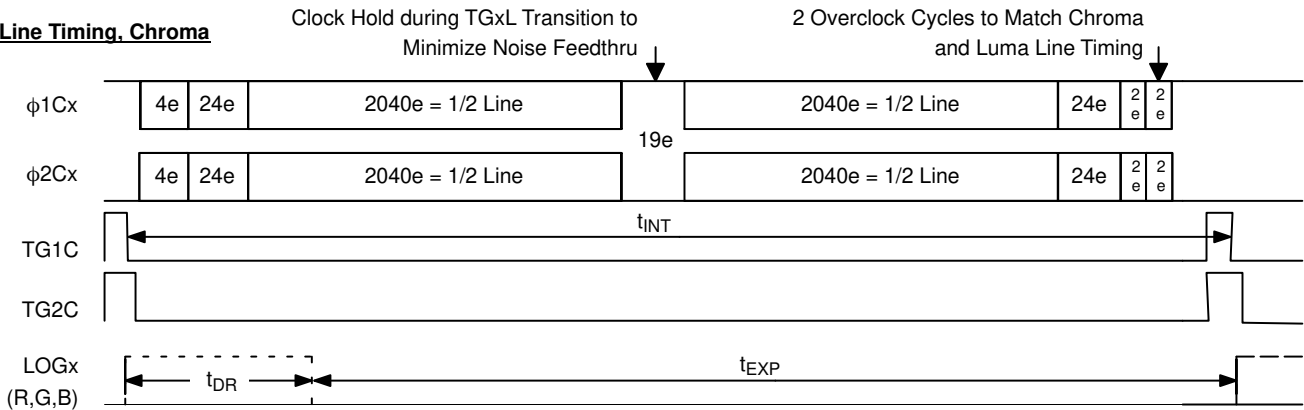 Line Timing, Chroma
Clock Hold during TGxL Transition to
Minimize Noise Feedthru
2 Overclock Cycles to Match Chroma
and Luma Line Timing
ϕ1Cx
4e
24e
2040e = 1/2 Line
2040e = 1/2 Line
24e
2
e
2
e
19e
ϕ2Cx
4e
24e
2040e = 1/2 Line
2040e = 1/2 Line
24e
2
e
2
e
TG1C
tINT
TG2C
LOGx
(R,G,B)
tDR
tEXP